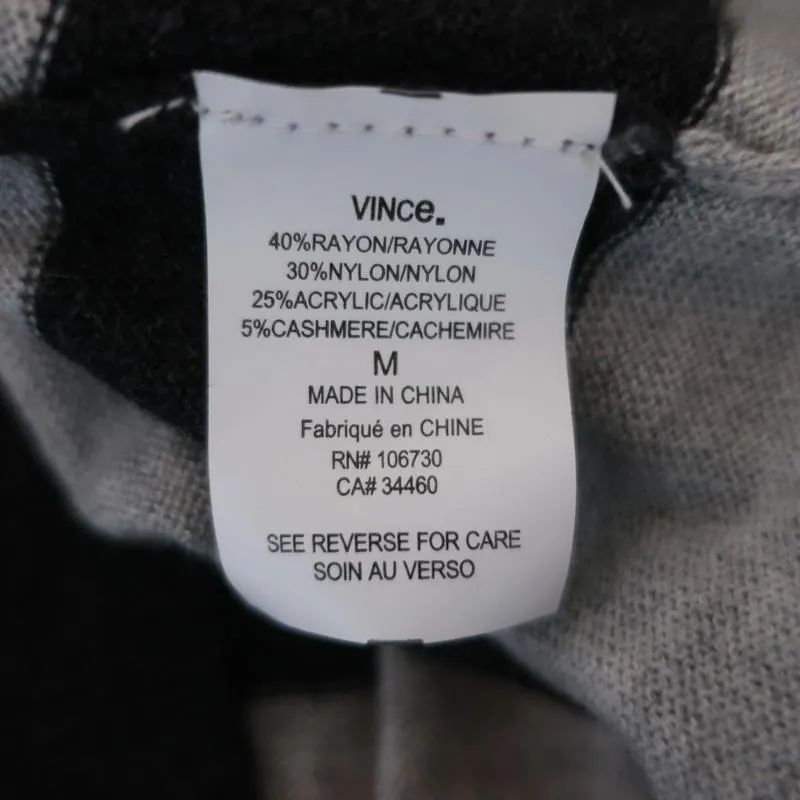 VINce.
40%RAYON/RAYONNE
30%NYLON/NYLON
25%ACRYLIC/ACRYLIQUE
5%CASHMERE/CACHEMIRE
M
MADE IN CHINA
Fabriqué en CHINE
RN# 106730
CA# 34460
SEE REVERSE FOR CARE
SOIN AU VERSO